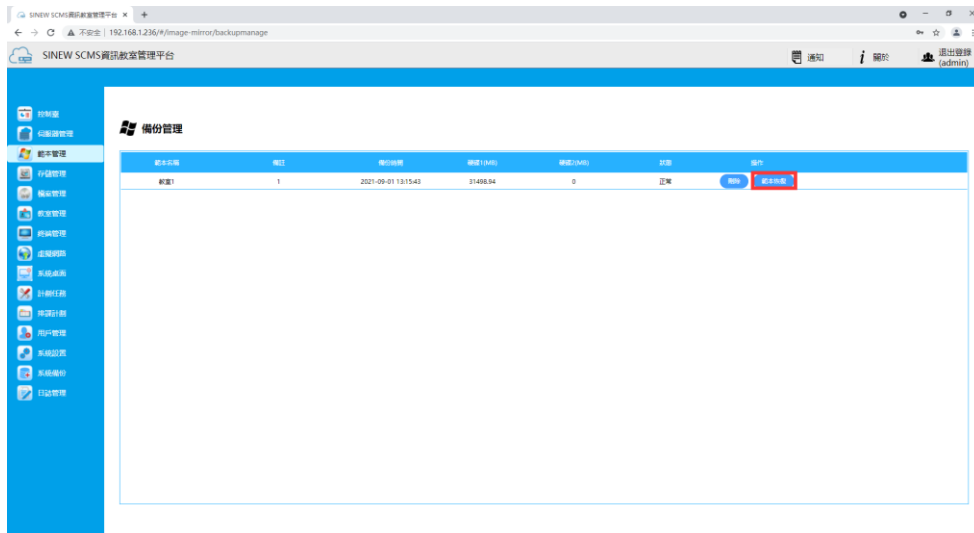 SINEW SCMS資訊教室管理平台
不安全 | 192.168.1.236/#/image-mirror/backupmanage
SINEW SCMS資訊教室管理平台
通知
關於
退出登錄
(admin)
控制臺
伺服器管理
範本管理
存儲管理
檔案管理
教室管理
終端管理
虛擬網路
系統桌面
計劃任務
排課計劃
用戶管理
系統設置
系統備份
日誌管理
備份管理
範本名稱 備註 備份時間 硬碟1(MB) 硬碟2(MB) 狀態 操作
教室1 1 2021-09-01 13:15:43 31498.94 0 正常 刪除 範本恢復